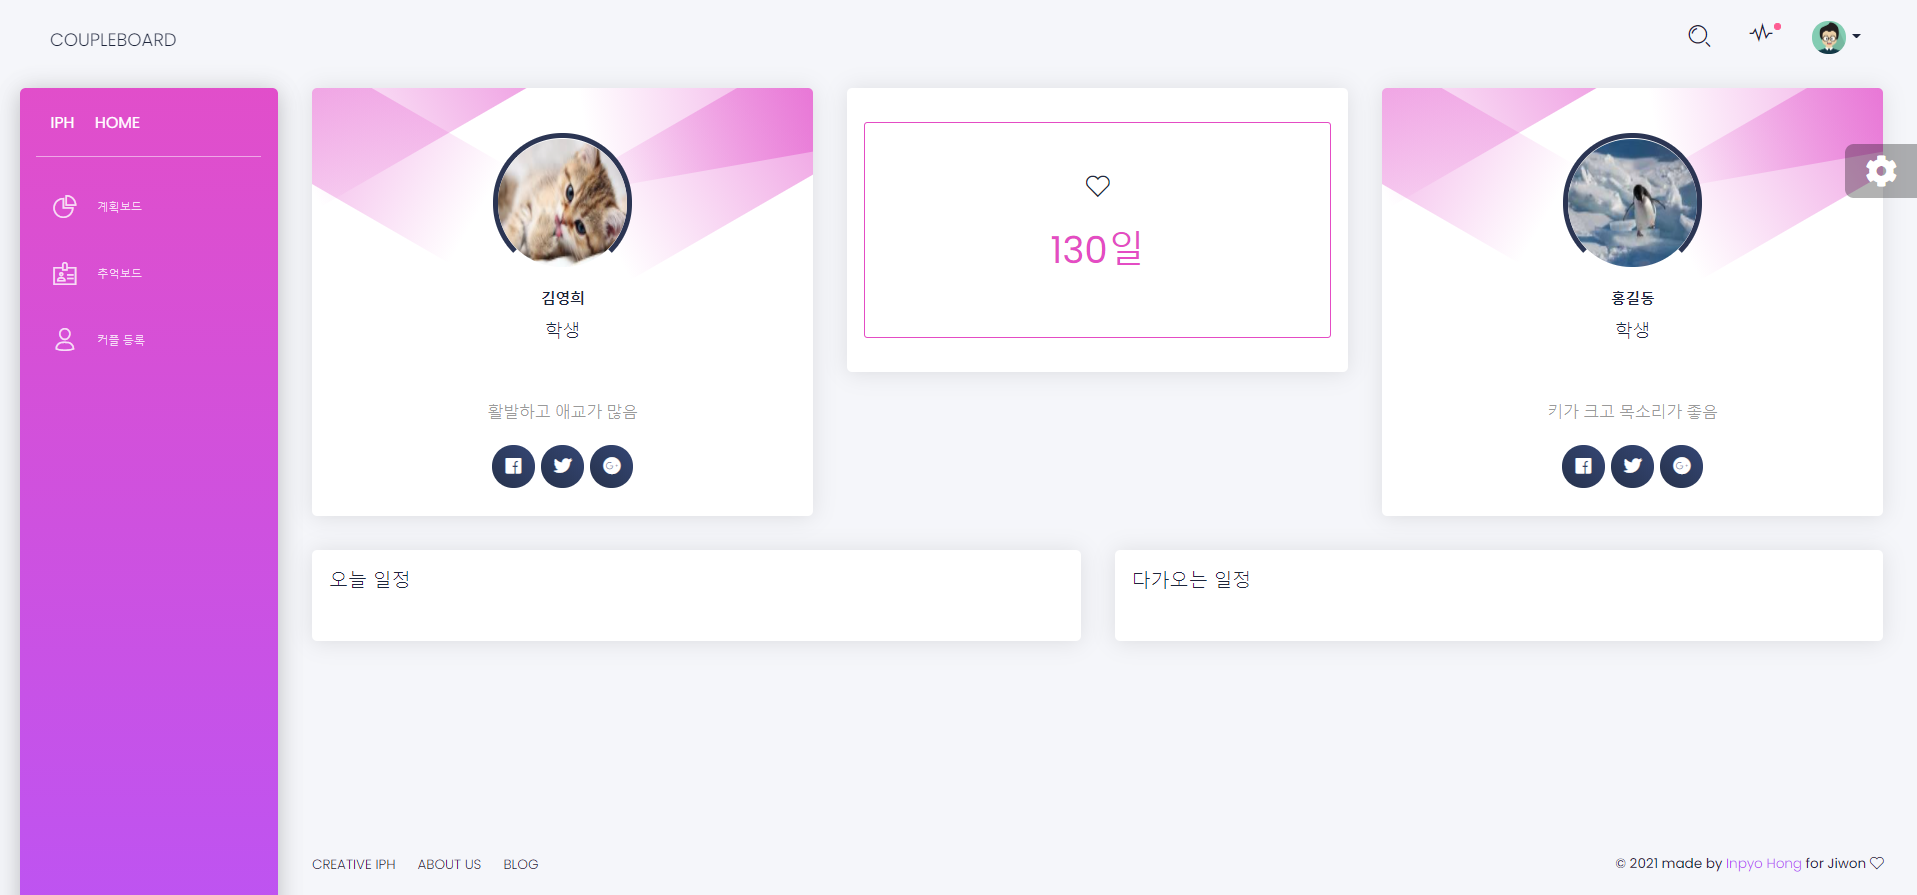 COUPLEBOARD
IPH HOME
계획보드
추억보드
커플 등록
김영희
학생
활발하고 애교가 많음
130일
홍길동
학생
키가 크고 목소리가 좋음
오늘 일정
다가오는 일정
CREATIVE IPH ABOUT US BLOG
© 2021 made by Inpyo Hong for Jiwon ♡